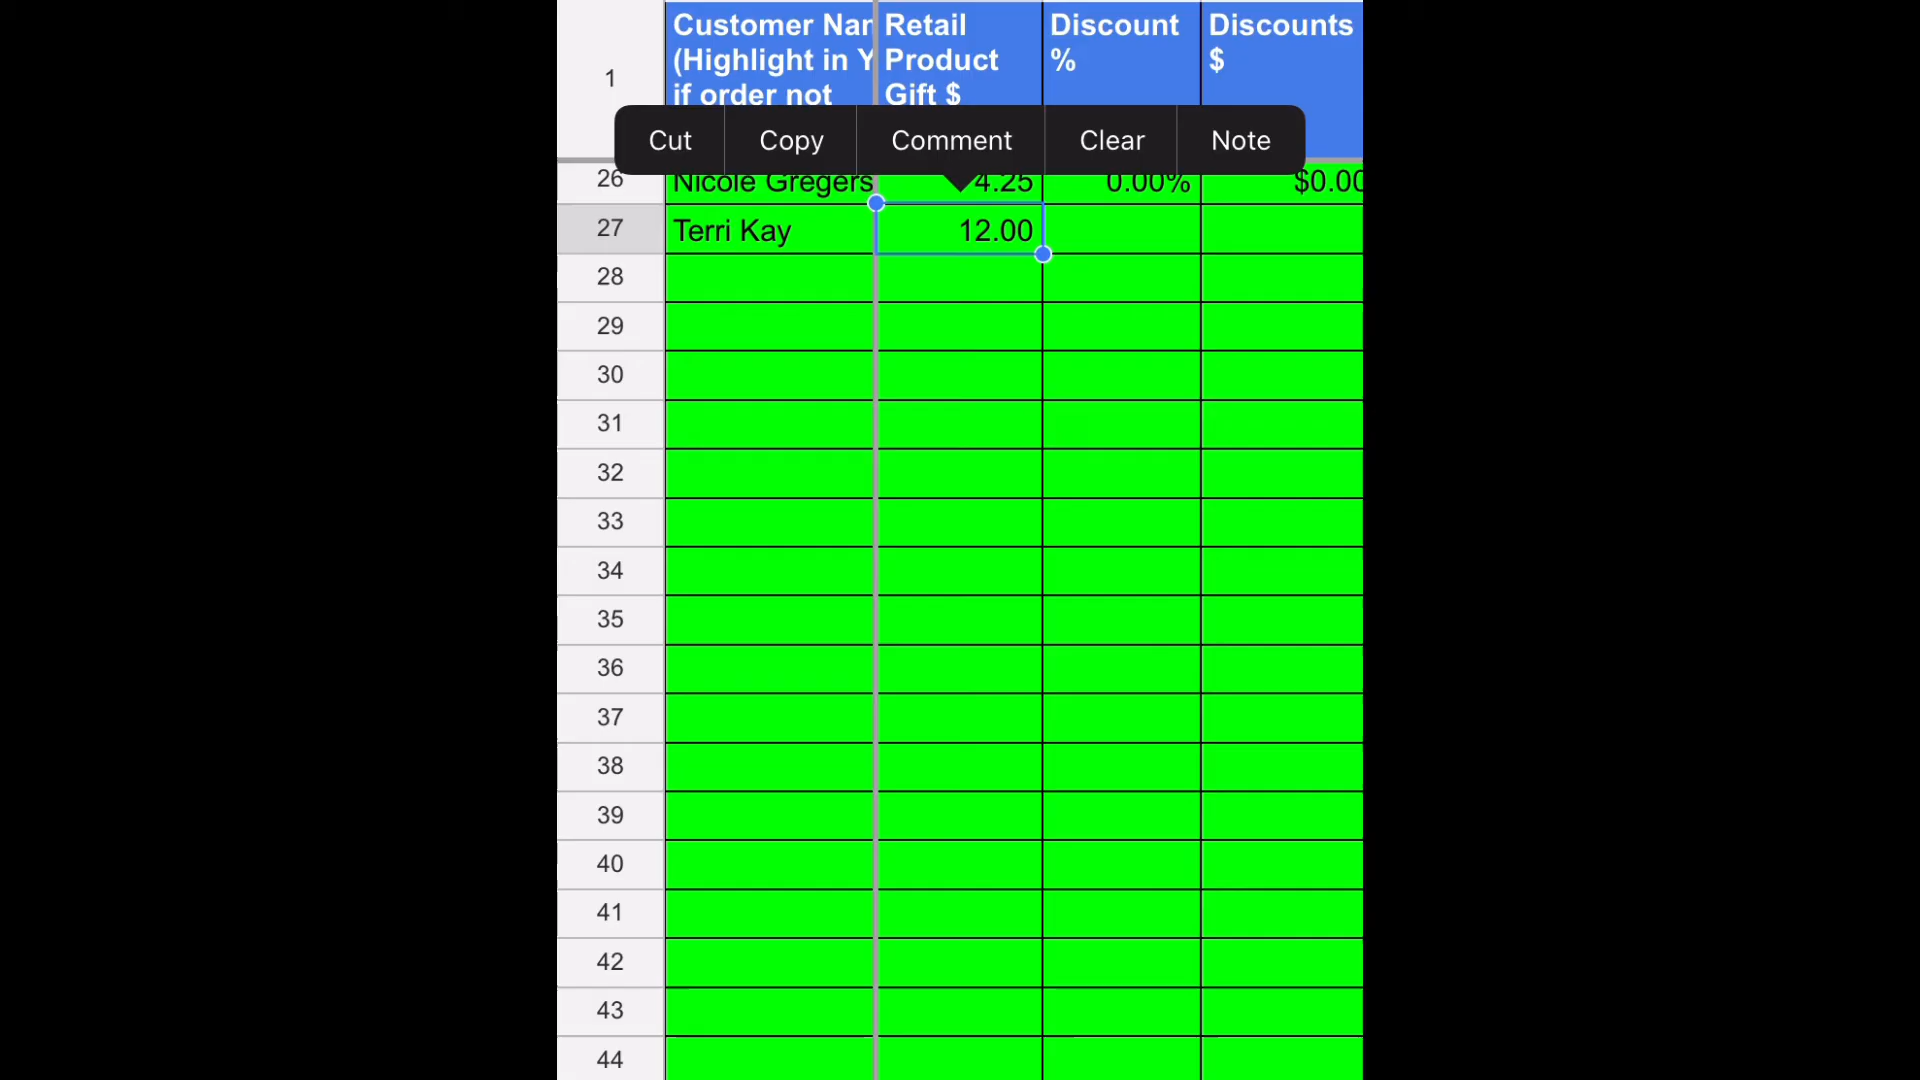 1
Customer Nan
(Highlight in Y
if order not
Retail
Product
Gift $
Discount
%
Discounts
$
Cut Copy Comment Clear Note
26 Nicole Gregers 4.25 0.00% $0.00
27 Terri Kay 12.00
28
29
30
31
32
33
34
35
36
37
38
39
40
41
42
43
44